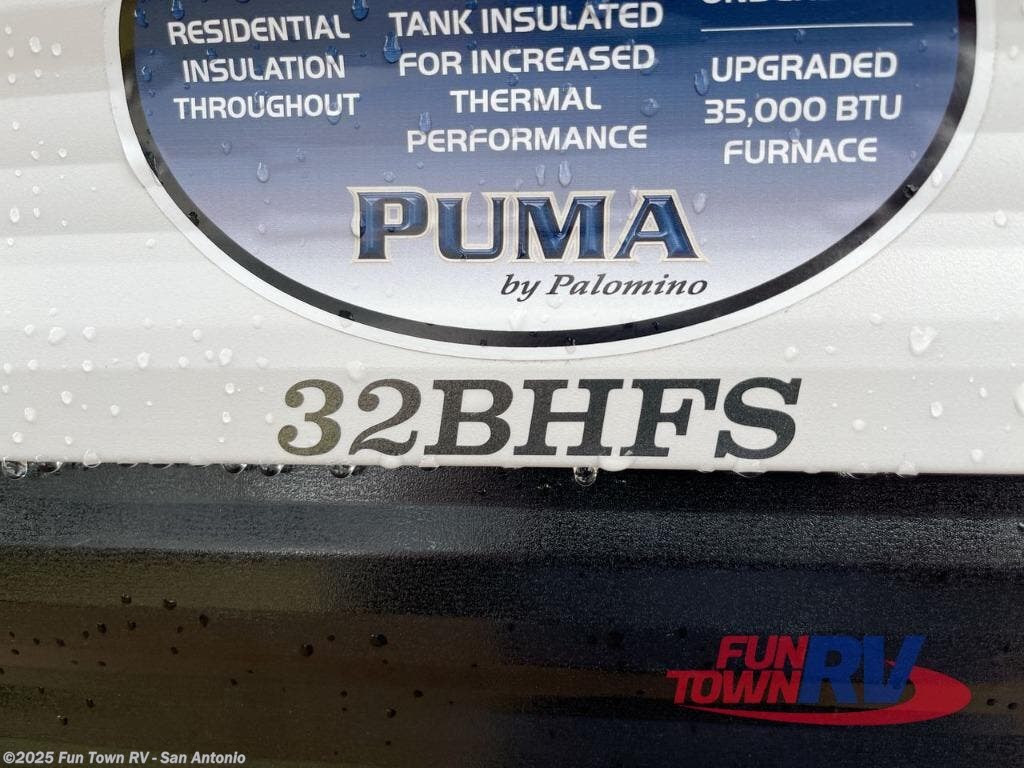 RESIDENTIAL
INSULATION
THROUGHOUT
TANK INSULATED
FOR INCREASED
THERMAL
PERFORMANCE
UPGRADED
35,000 BTU
FURNACE
PUMA
by Palomino
32BHFS
FUN
TOWN RV
©2025 Fun Town RV - San Antonio